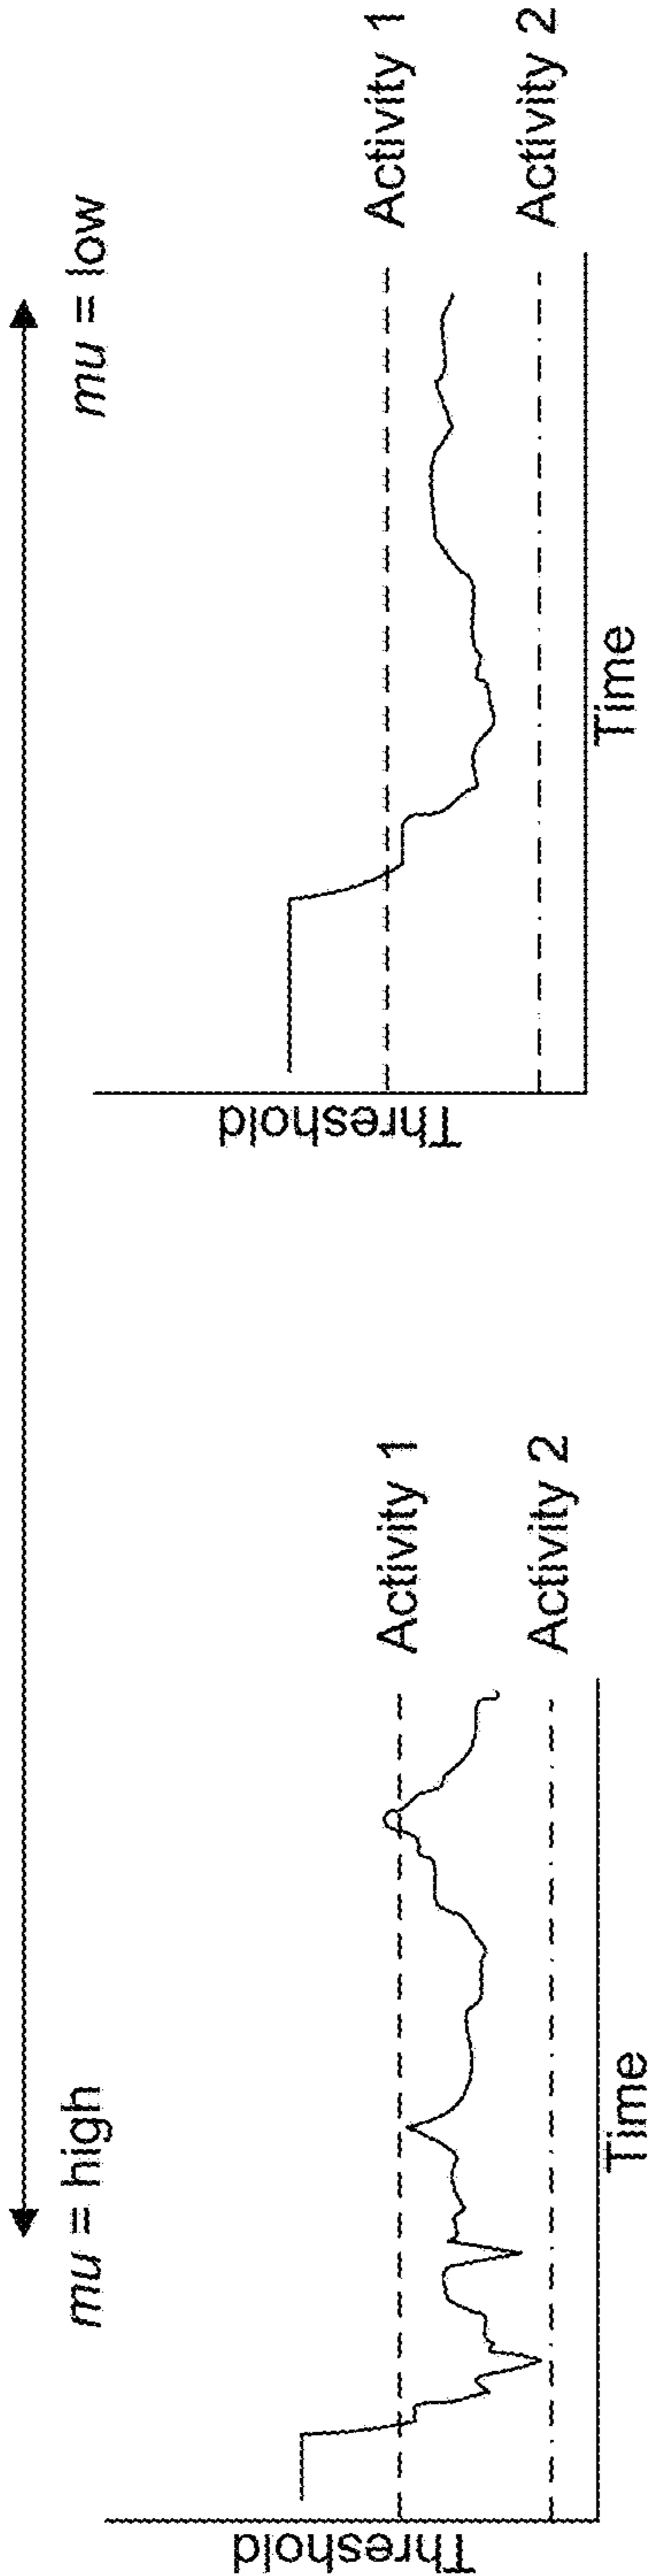 mu = high
mu = low
Threshold
Activity 1
Activity 2
Time
Threshold
Activity 1
Activity 2
Time